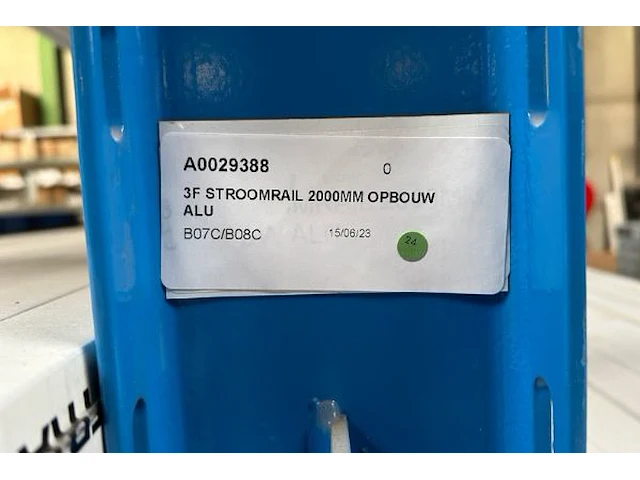 A0029388 0
3F STROOMRAIL 2000MM OPBOUW
ALU
B07C/B08C 15/06/23
24